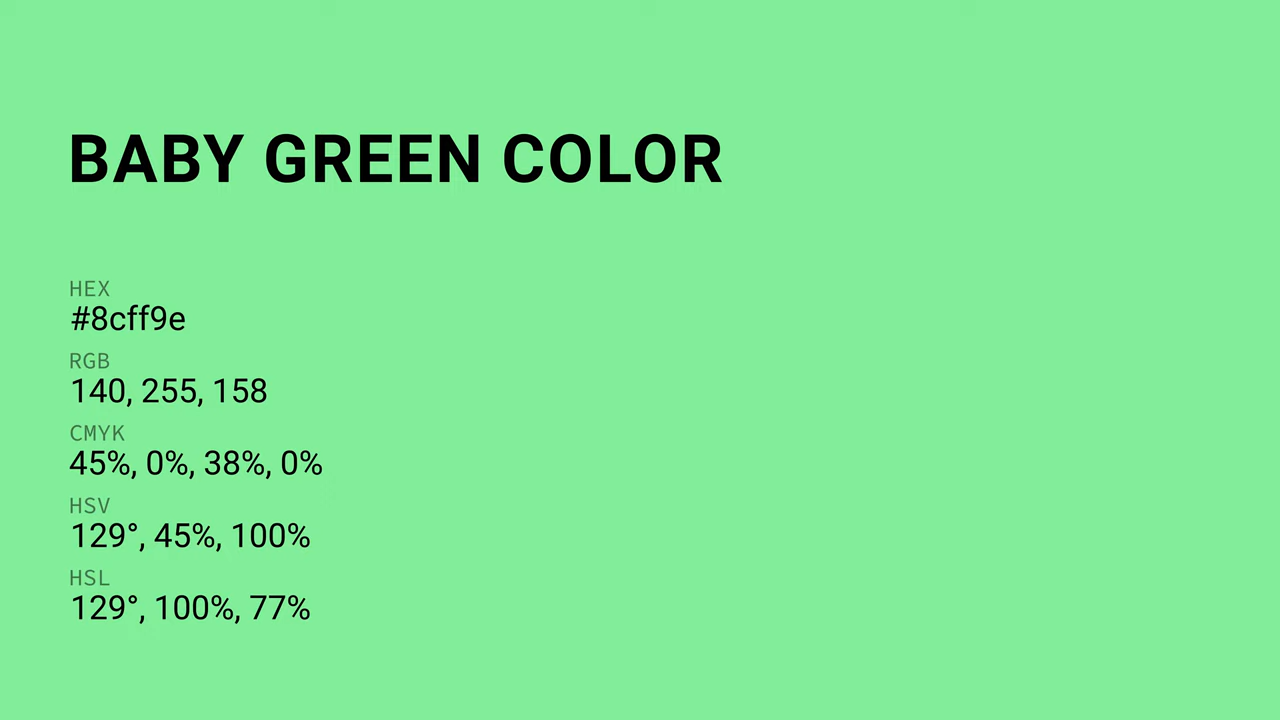 BABY GREEN COLOR
HEX
#8cff9e
RGB
140, 255, 158
CMYK
45%, 0%, 38%, 0%
HSV
129°, 45%, 100%
HSL
129°, 100%, 77%